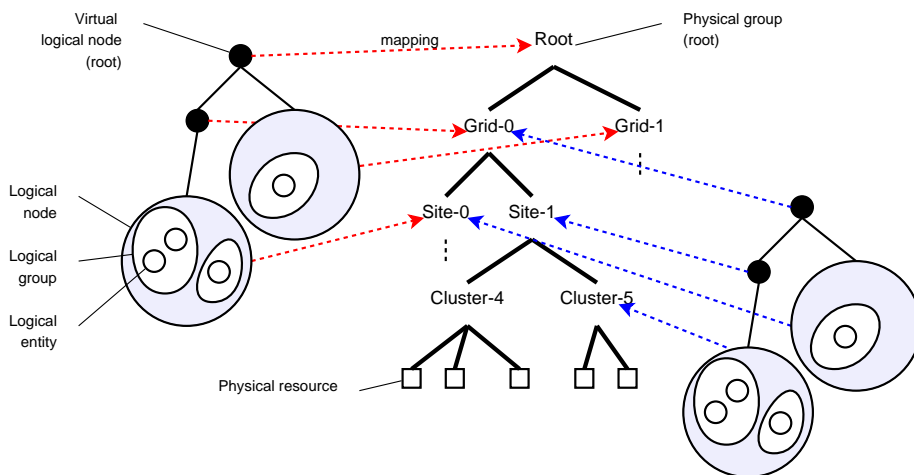 Virtual
logical node
(root)
mapping
Root
Physical group
(root)
Grid-0
Grid-1
Logical
node
Site-0
Site-1
Logical
group
Cluster-4
Cluster-5
Logical
entity
Physical resource